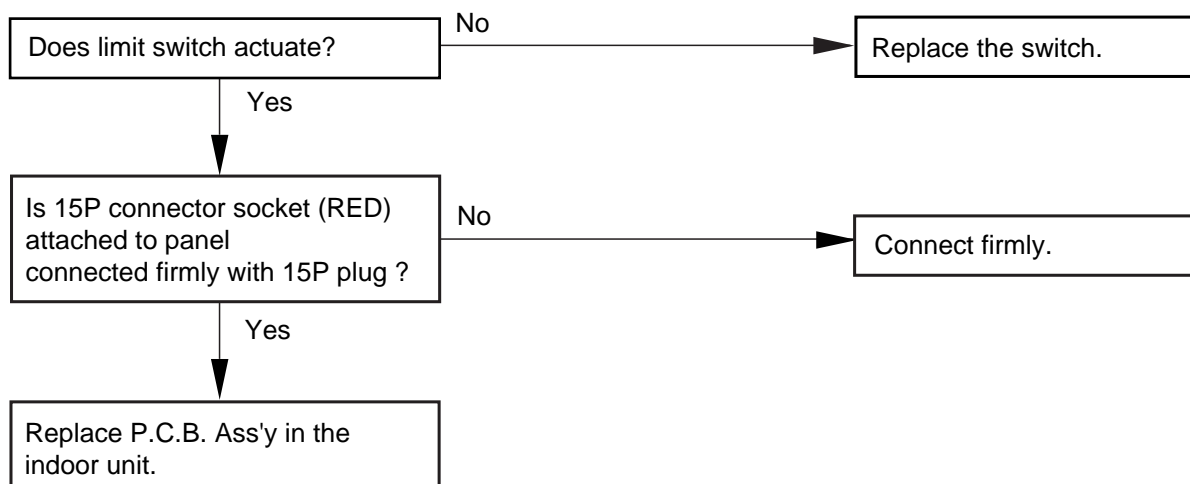 Does limit switch actuate?
No
Replace the switch.
Yes
Is 15P connector socket (RED)
attached to panel
connected firmly with 15P plug ?
No
Connect firmly.
Yes
Replace P.C.B. Ass'y in the
indoor unit.